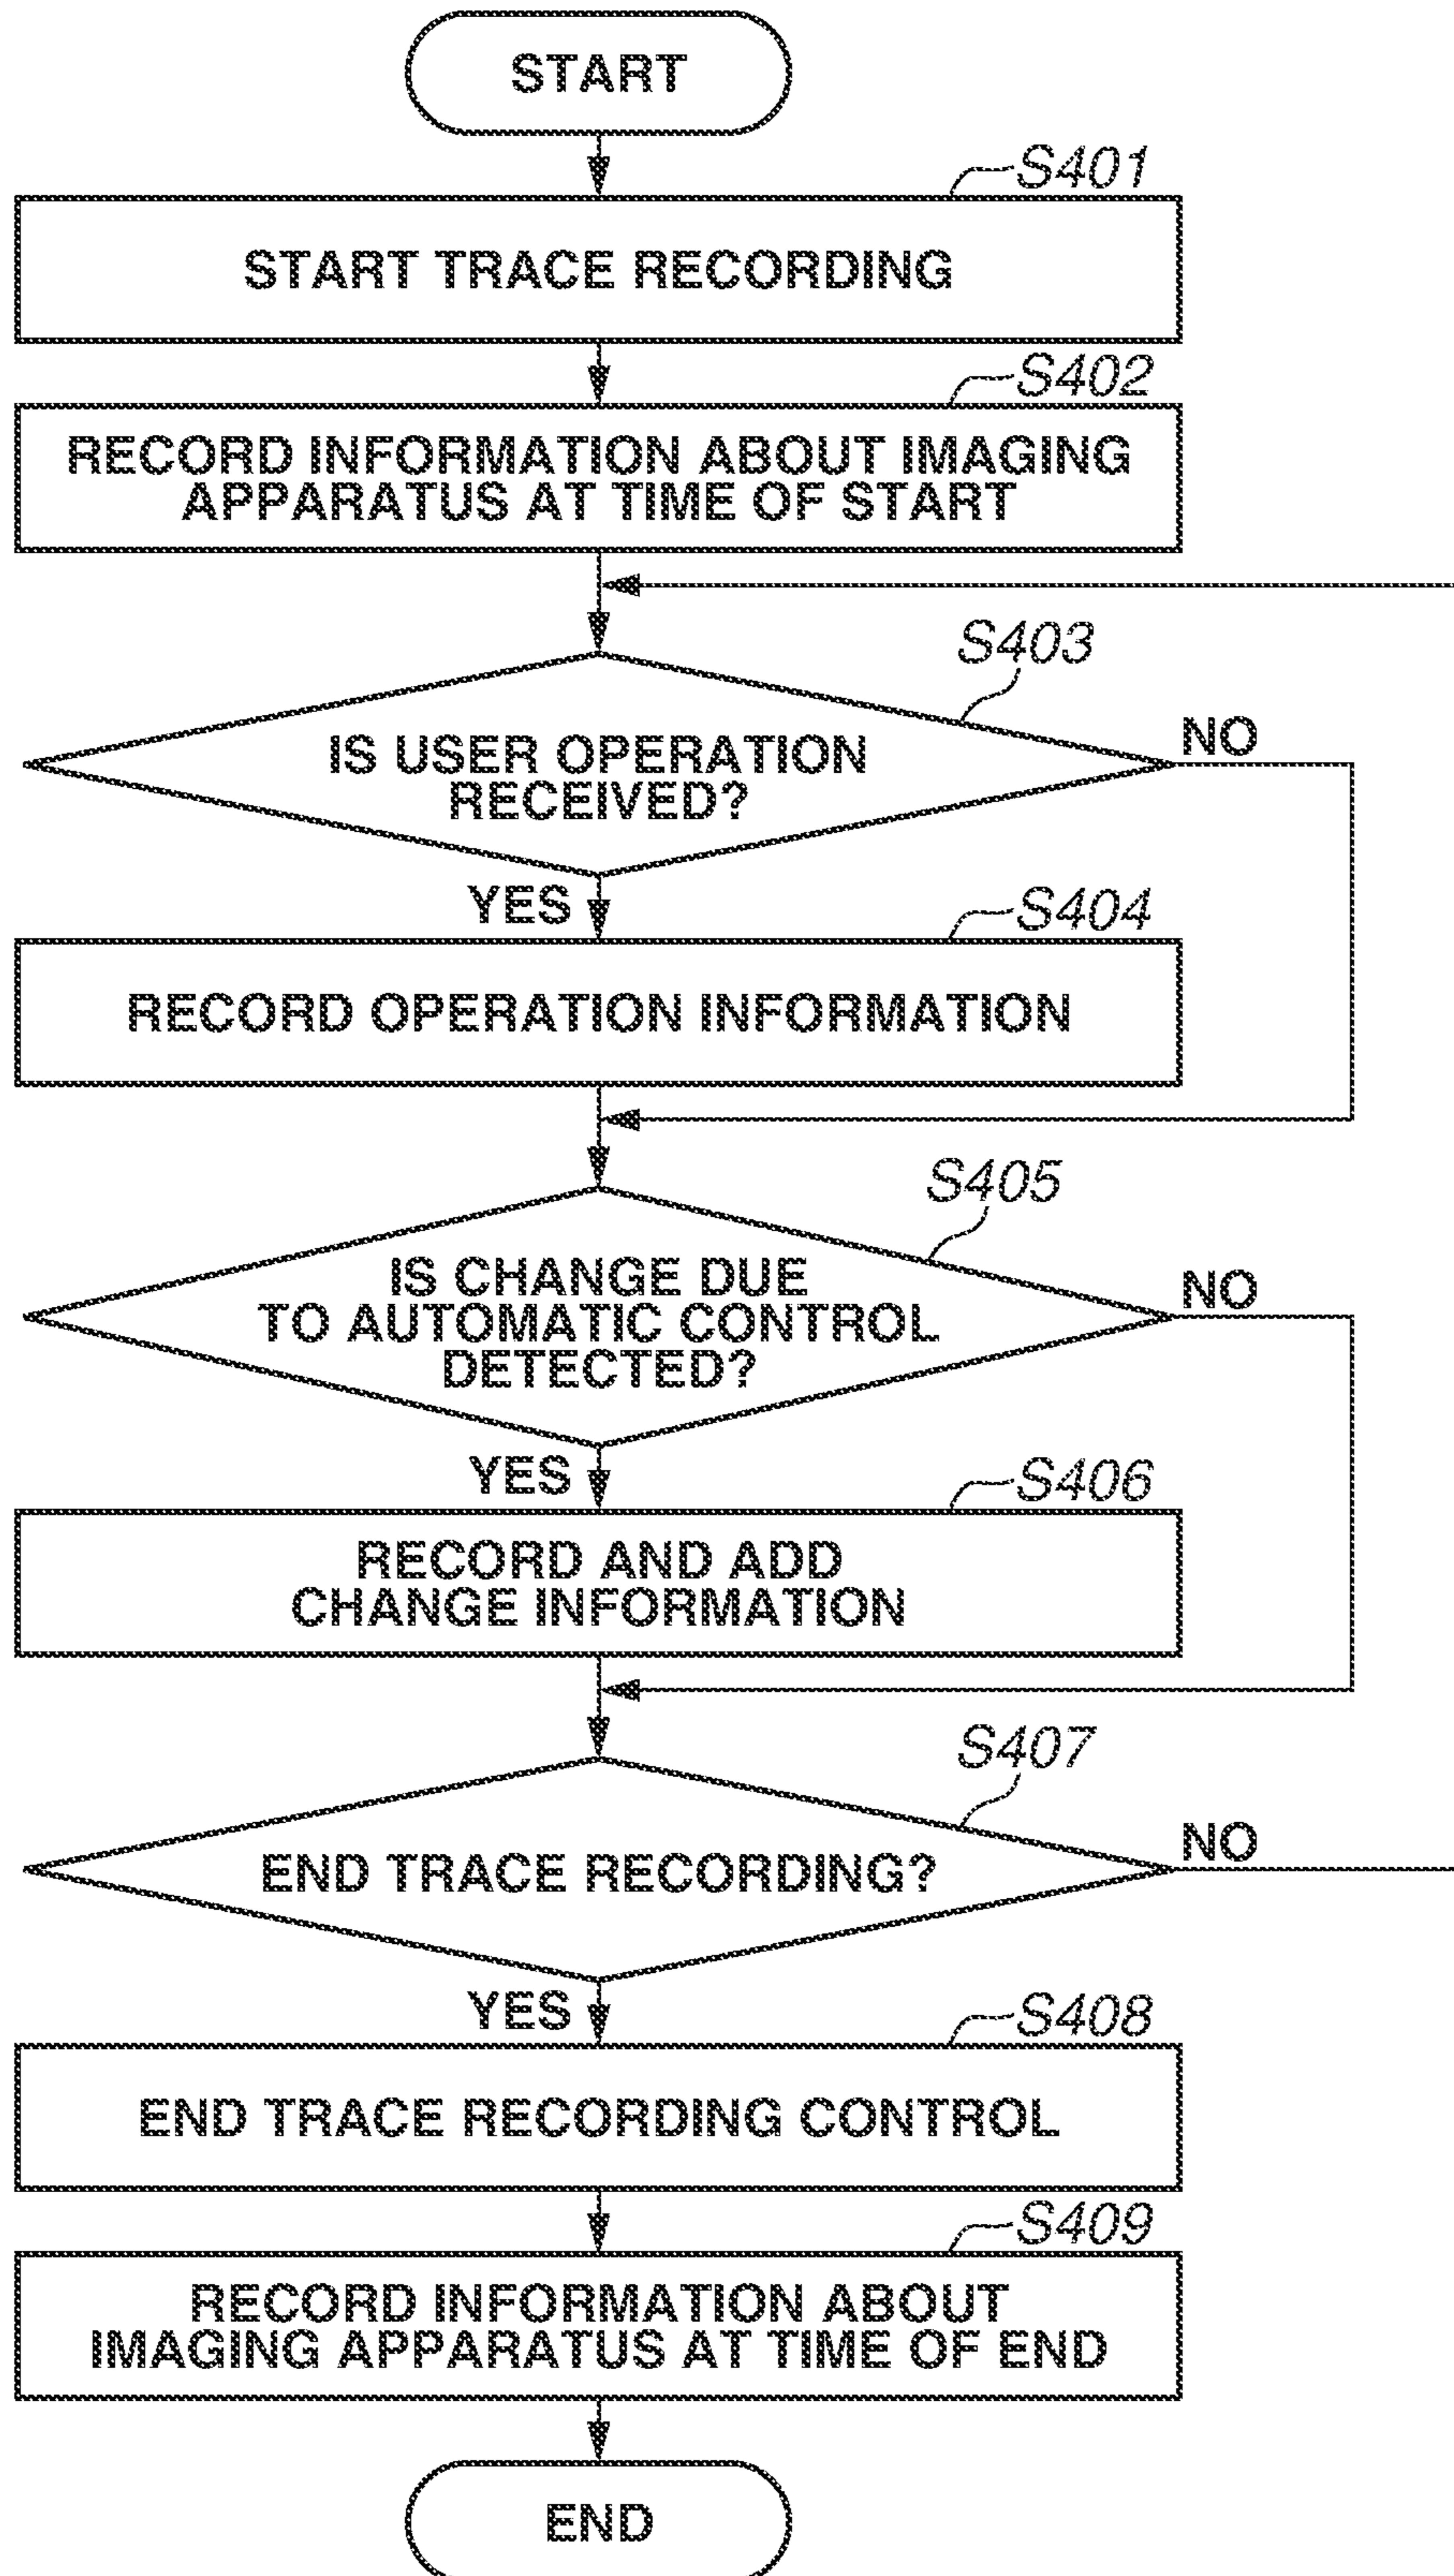 START
S401
START TRACE RECORDING
S402
RECORD INFORMATION ABOUT IMAGING
APPARATUS AT TIME OF START
S403
IS USER OPERATION
RECEIVED?
NO
YES
S404
RECORD OPERATION INFORMATION
S405
IS CHANGE DUE
TO AUTOMATIC CONTROL
DETECTED?
NO
YES
S406
RECORD AND ADD
CHANGE INFORMATION
S407
END TRACE RECORDING?
NO
YES
S408
END TRACE RECORDING CONTROL
S409
RECORD INFORMATION ABOUT
IMAGING APPARATUS AT TIME OF END
END